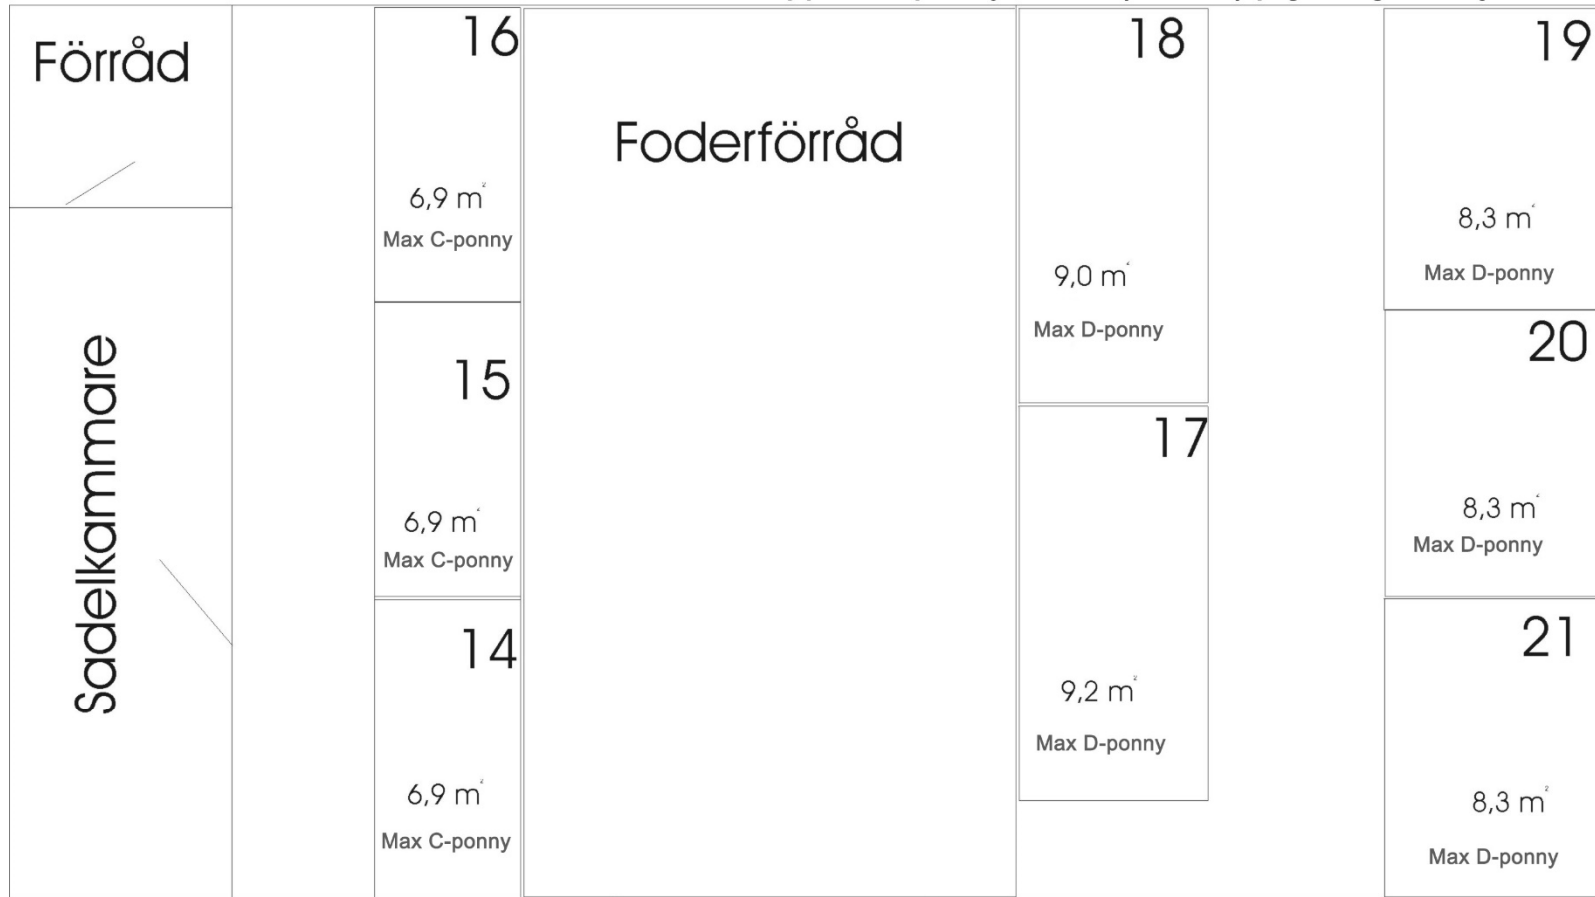 Förråd
Sadelkammare
16
6,9 m²
Max C-ponny
15
6,9 m²
Max C-ponny
14
6,9 m²
Max C-ponny
Foderförråd
18
9,0 m²
Max D-ponny
17
9,2 m²
Max D-ponny
19
8,3 m²
Max D-ponny
20
8,3 m²
Max D-ponny
21
8,3 m²
Max D-ponny